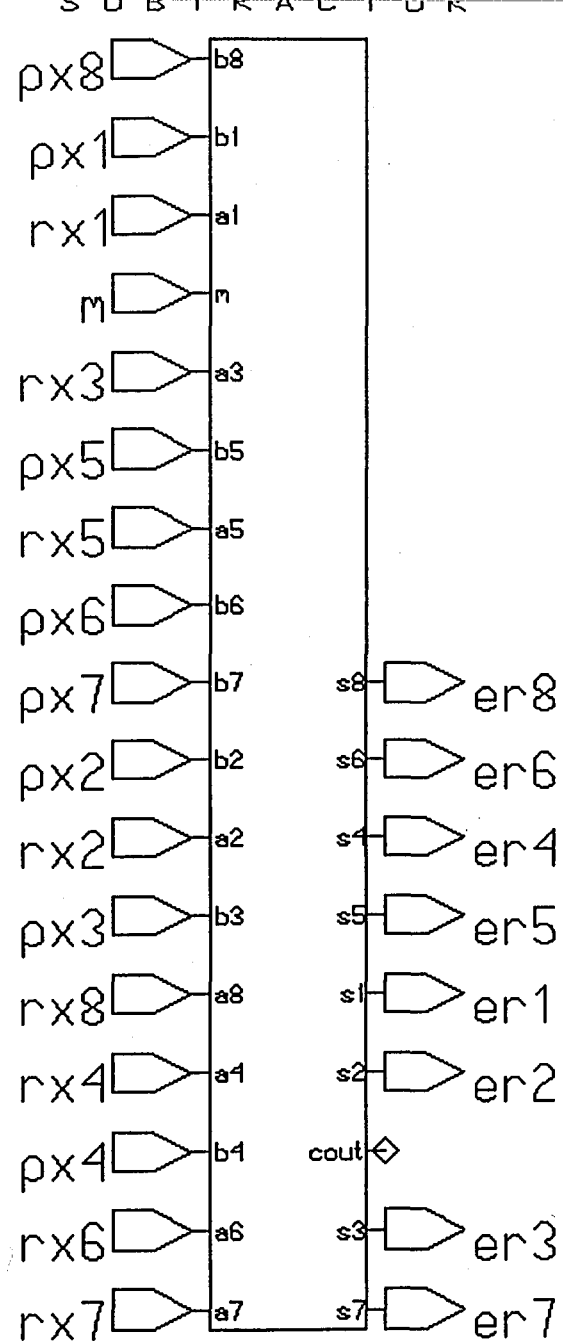 SUBTRACTOR
px8 b8
px1 b1
rx1 a1
m m
rx3 a3
px5 b5
rx5 a5
px6 b6
px7 b7 s8 er8
px2 b2 s6 er6
rx2 a2 s4 er4
px3 b3 s5 er5
rx8 a8 s1 er1
rx4 a4 s2 er2
px4 b4 cout
rx6 a6 s3 er3
rx7 a7 s7 er7